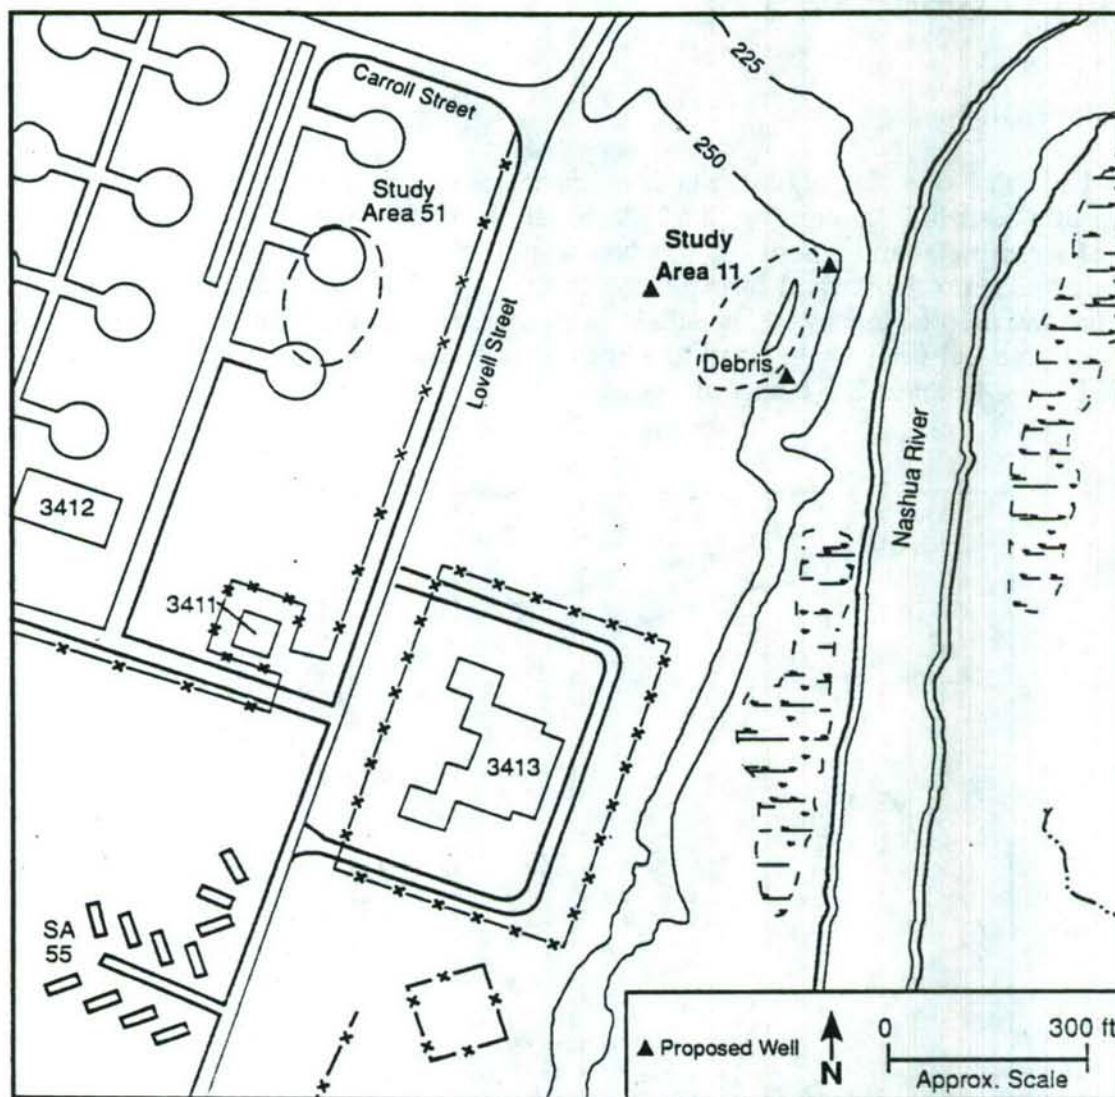 225
Carroll Street
250
Study
Area 51
Study
Area 11
Lovell Street
Debris
Nashua River
3412
3411
3413
SA
55
▲ Proposed Well
N
0 300 ft
Approx. Scale